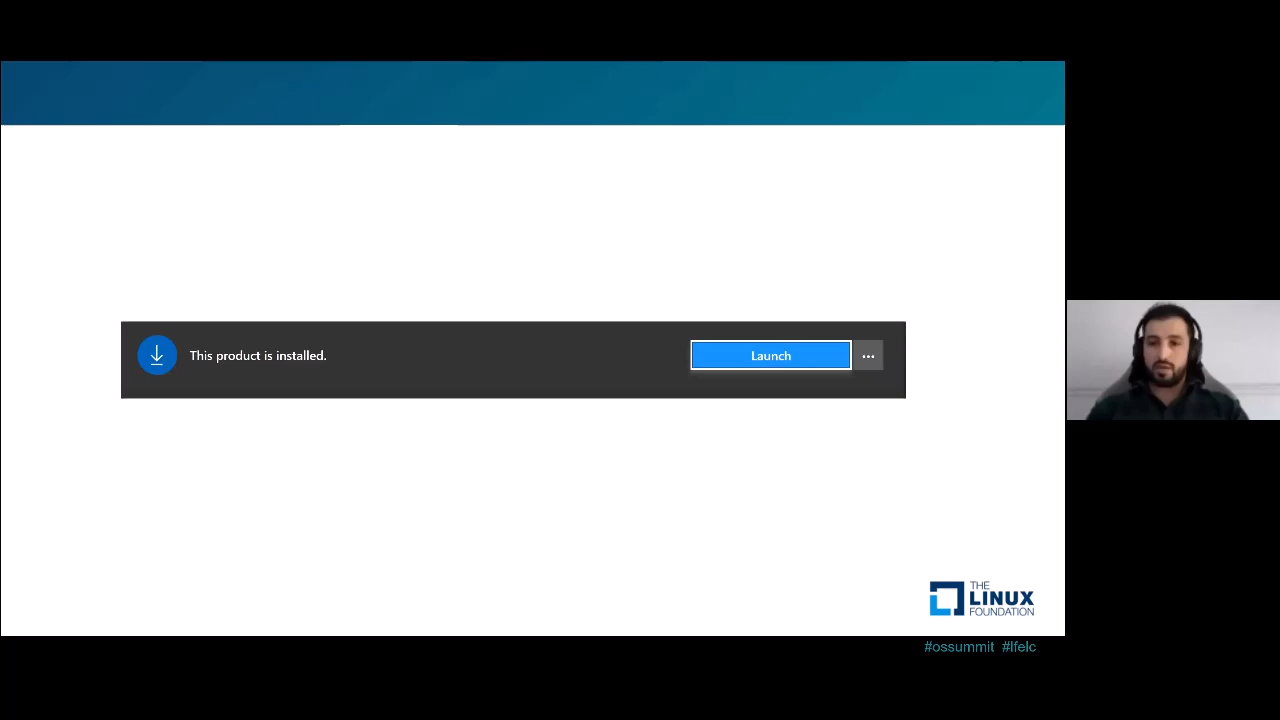 This product is installed.
Launch
THE
LINUX
FOUNDATION
#ossummit #lfelc